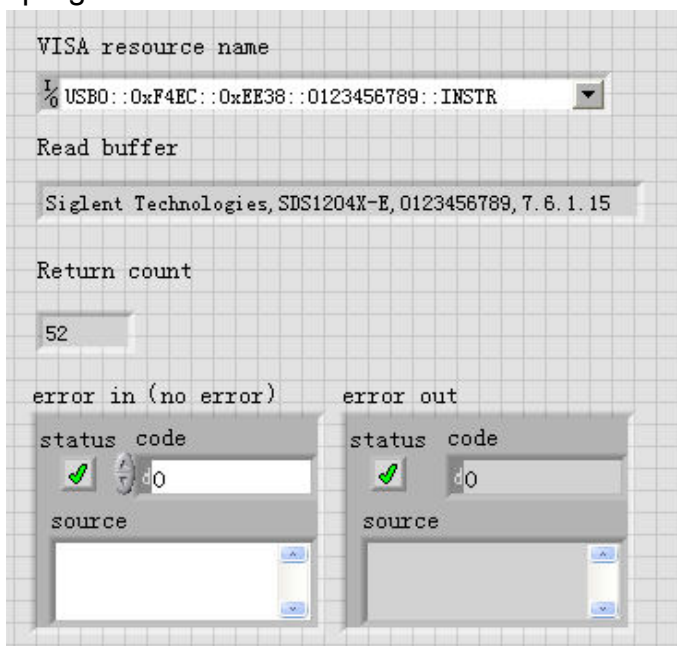 VISA resource name
I/O USB0::0xF4EC::0xEE38::0123456789::INSTR
Read buffer
Siglent Technologies,SDS1204X-E,0123456789,7.6.1.15
Return count
52
error in (no error) error out
status code status code
d 0 d 0
source source